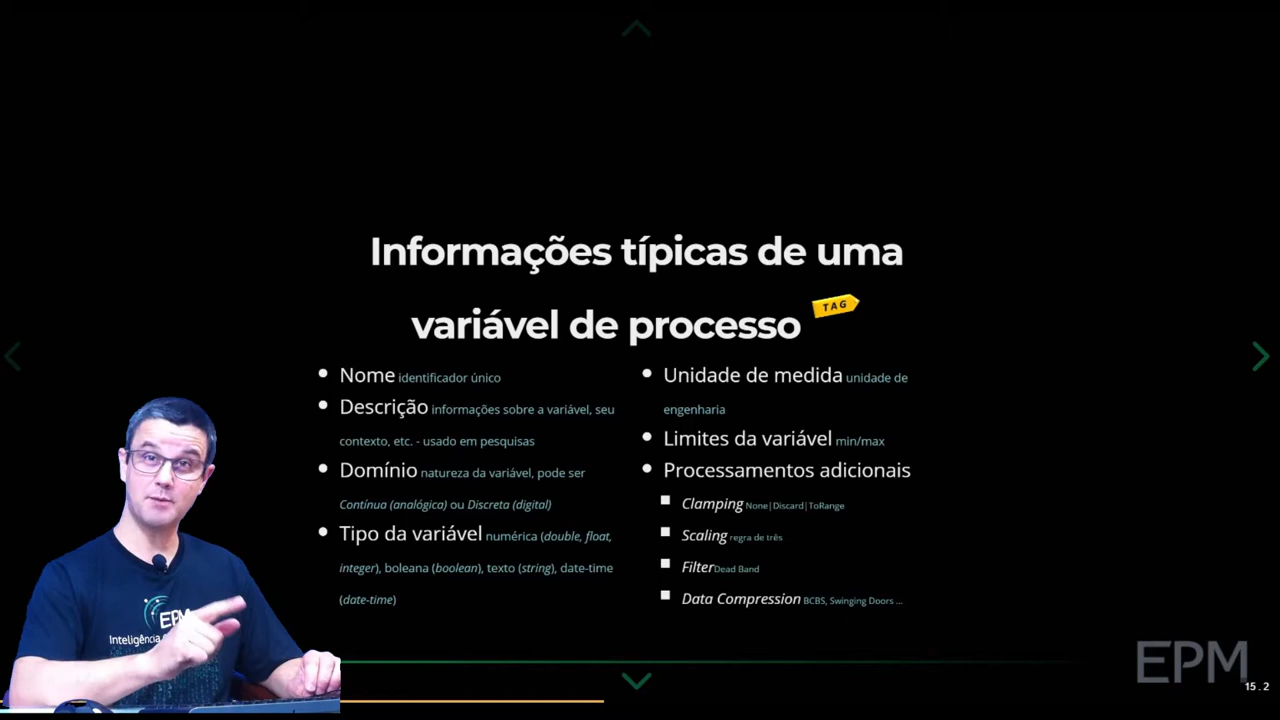 Informações típicas de uma
variável de processo
TAG
Nome identificador único
Descrição informações sobre a variável, seu
contexto, etc. - usado em pesquisas
Domínio natureza da variável, pode ser
Contínua (analógica) ou Discreta (digital)
Tipo da variável numérica (double, float,
integer), boleana (boolean), texto (string), date-time
(date-time)
Unidade de medida unidade de
engenharia
Limites da variável min/max
Processamentos adicionais
Clamping None|Discard|ToRange
Scaling regra de três
Filter Dead Band
Data Compression BCBS, Swinging Doors ...
EPM
Inteligência
EPM
15.2